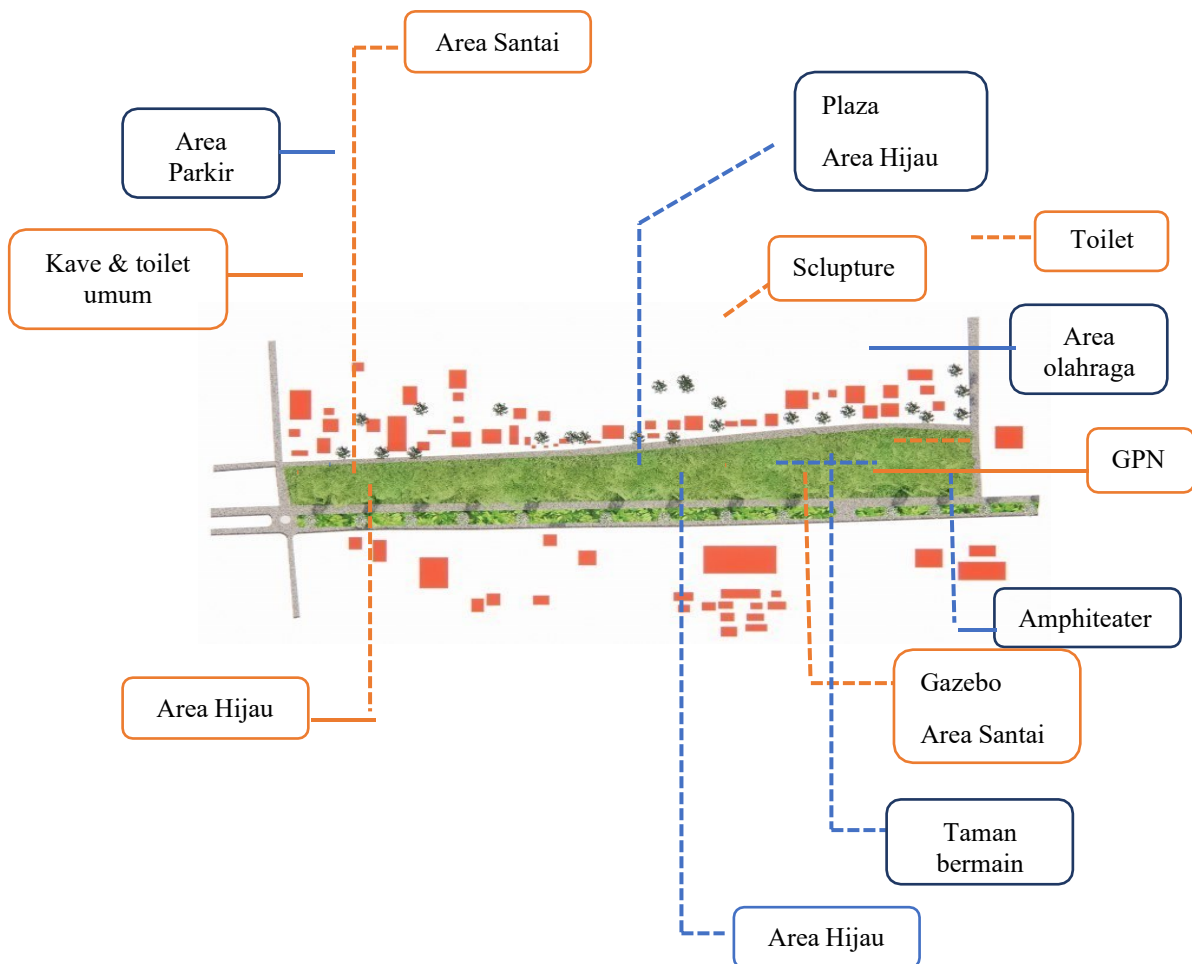 Area Santai
Plaza
Area Hijau
Area
Parkir
Toilet
Kave & toilet
umum
Sclupture
Area
olahraga
GPN
Amphiteater
Gazebo
Area Santai
Area Hijau
Taman
bermain
Area Hijau